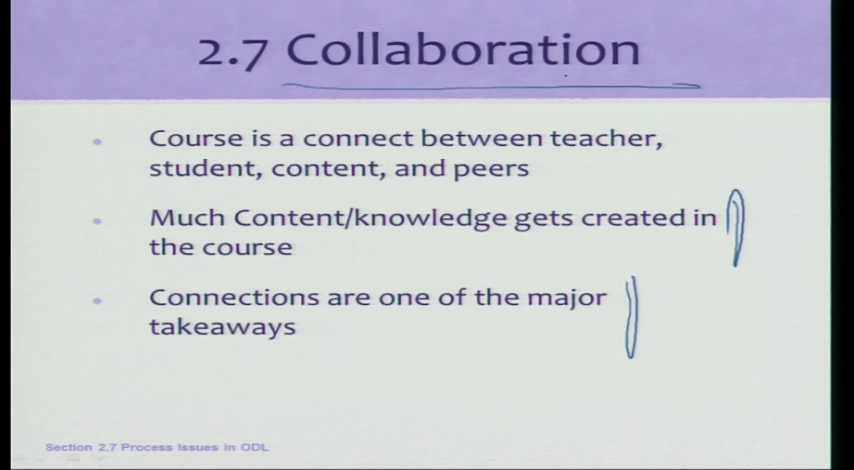 2.7 Collaboration
Course is a connect between teacher,
student, content, and peers
Much Content/knowledge gets created in
the course
Connections are one of the major
takeaways
Section 2.7 Process Issues in ODL